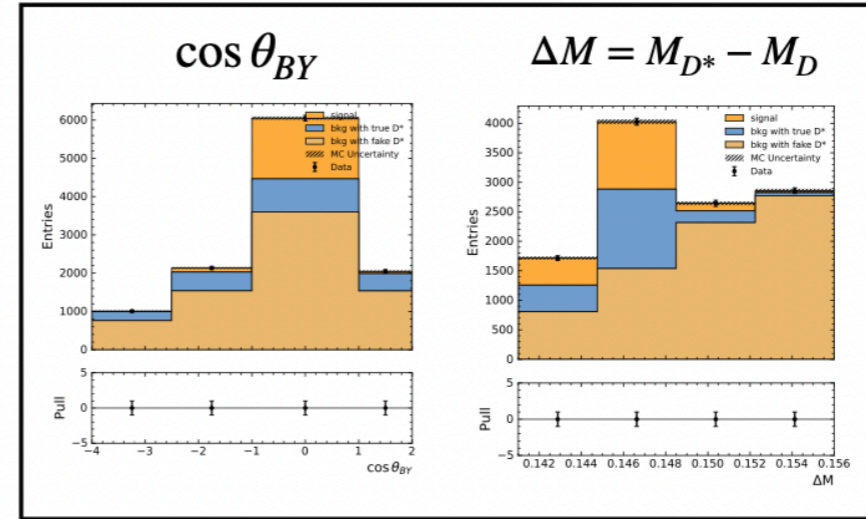 cos θ_BY
ΔM = M_D* − M_D
signal
bkg with true D*
bkg with fake D*
MC Uncertainty
Data
Entries
6000
5000
4000
3000
2000
1000
0
Pull
5
0
−5
−4 −3 −2 −1 0 1 2
cos θ_BY
signal
bkg with true D*
bkg with fake D*
MC Uncertainty
Data
Entries
4000
3500
3000
2500
2000
1500
1000
500
0
Pull
5
0
−5
0.142 0.144 0.146 0.148 0.150 0.152 0.154 0.156
ΔM